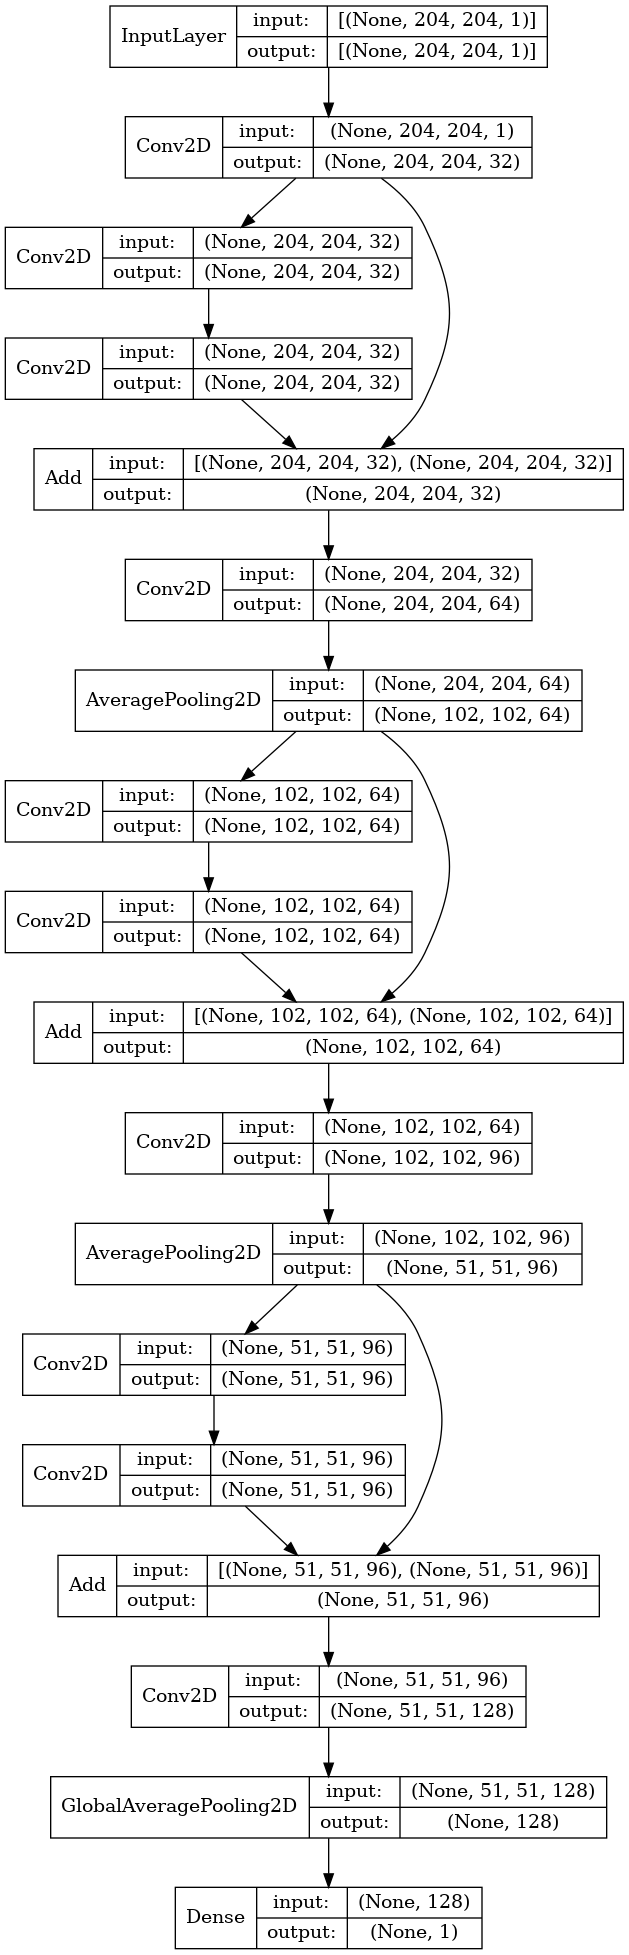 InputLayer input: [(None, 204, 204, 1)]
output: [(None, 204, 204, 1)]
Conv2D input: (None, 204, 204, 1)
output: (None, 204, 204, 32)
Conv2D input: (None, 204, 204, 32)
output: (None, 204, 204, 32)
Conv2D input: (None, 204, 204, 32)
output: (None, 204, 204, 32)
Add input: [(None, 204, 204, 32), (None, 204, 204, 32)]
output: (None, 204, 204, 32)
Conv2D input: (None, 204, 204, 32)
output: (None, 204, 204, 64)
AveragePooling2D input: (None, 204, 204, 64)
output: (None, 102, 102, 64)
Conv2D input: (None, 102, 102, 64)
output: (None, 102, 102, 64)
Conv2D input: (None, 102, 102, 64)
output: (None, 102, 102, 64)
Add input: [(None, 102, 102, 64), (None, 102, 102, 64)]
output: (None, 102, 102, 64)
Conv2D input: (None, 102, 102, 64)
output: (None, 102, 102, 96)
AveragePooling2D input: (None, 102, 102, 96)
output: (None, 51, 51, 96)
Conv2D input: (None, 51, 51, 96)
output: (None, 51, 51, 96)
Conv2D input: (None, 51, 51, 96)
output: (None, 51, 51, 96)
Add input: [(None, 51, 51, 96), (None, 51, 51, 96)]
output: (None, 51, 51, 96)
Conv2D input: (None, 51, 51, 96)
output: (None, 51, 51, 128)
GlobalAveragePooling2D input: (None, 51, 51, 128)
output: (None, 128)
Dense input: (None, 128)
output: (None, 1)